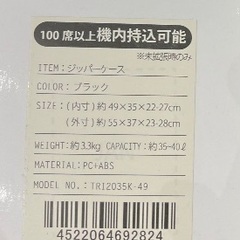 100席以上機内持込可能
※未拡張時のみ
ITEM: ジッパーケース
COLOR: ブラック
SIZE: (内寸) 約49×35×22-27cm
(外寸) 約55×37×23-28cm
WEIGHT: 約3.3kg CAPACITY: 約35-40ℓ
MATERIAL: PC+ABS
MODEL NO.: TRI2035K-49
4522064692824